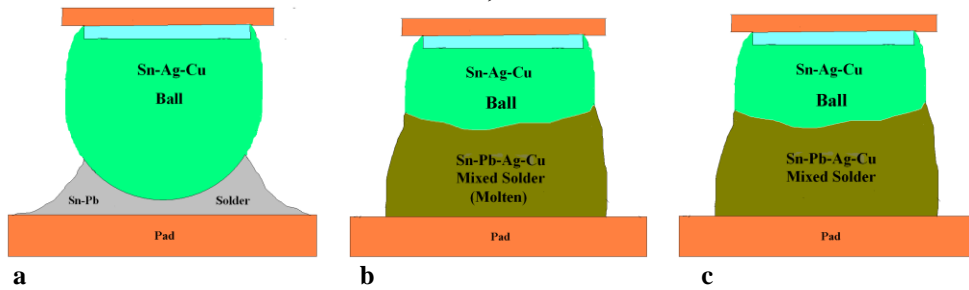 Sn-Ag-Cu
Ball
Sn-Pb
Solder
Pad
a
Sn-Ag-Cu
Ball
Sn-Pb-Ag-Cu
Mixed Solder
(Molten)
Pad
b
Sn-Ag-Cu
Ball
Sn-Pb-Ag-Cu
Mixed Solder
Pad
c